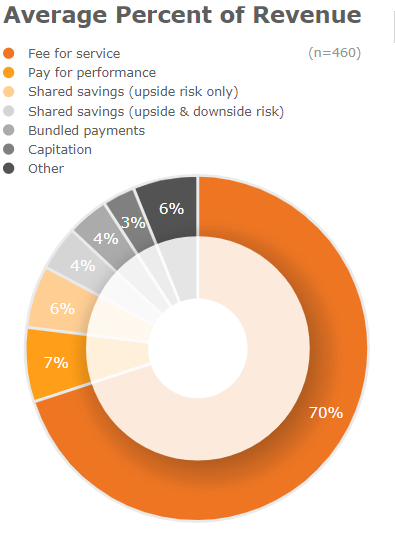 Average Percent of Revenue
(n=460)
Fee for service
Pay for performance
Shared savings (upside risk only)
Shared savings (upside & downside risk)
Bundled payments
Capitation
Other
6%
3%
4%
4%
6%
7%
70%